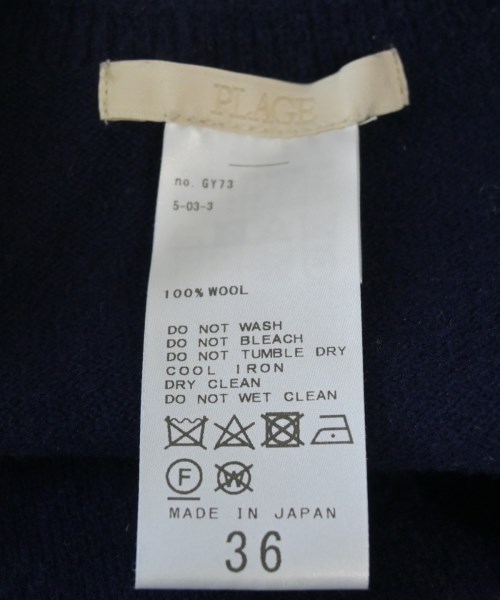 PLAGE
no. GY73
5-03-3
100% WOOL
DO NOT WASH
DO NOT BLEACH
DO NOT TUMBLE DRY
COOL IRON
DRY CLEAN
DO NOT WET CLEAN
F W
MADE IN JAPAN
36